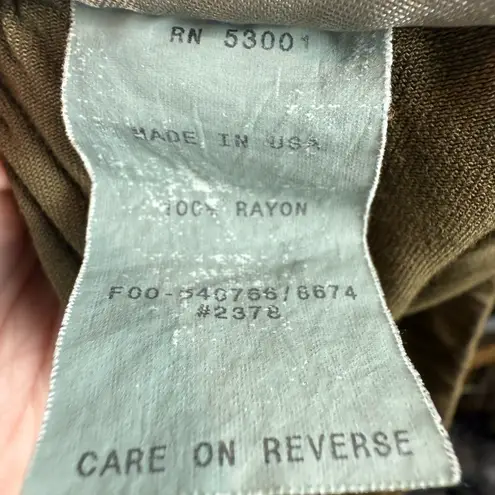 RN 53001
MADE IN USA
100% RAYON
F00-540766/6674
#2378
CARE ON REVERSE